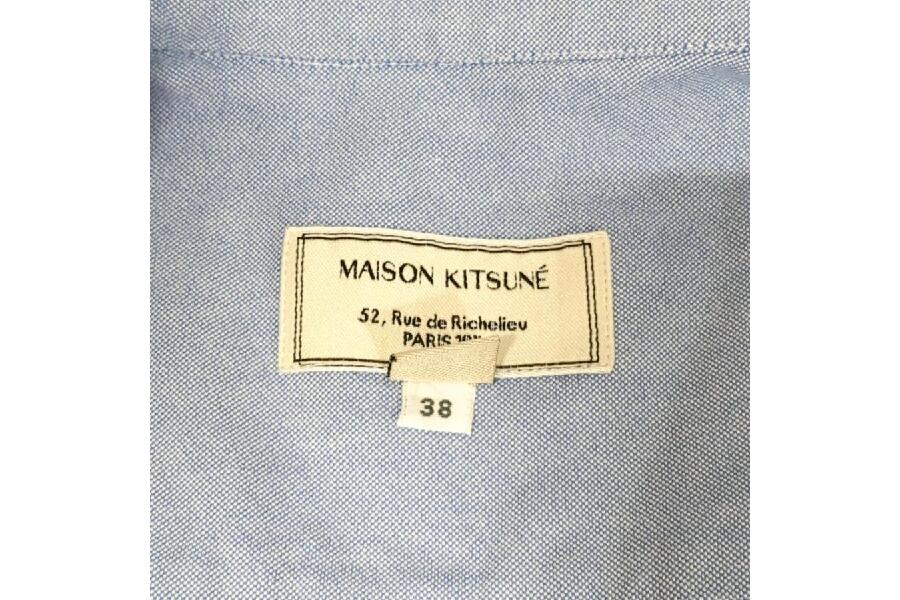 MAISON KITSUNÉ
52, Rue de Richelieu
PARIS
38